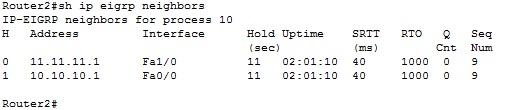 Router2#sh ip eigrp neighbors
IP-EIGRP neighbors for process 10
H Address Interface Hold Uptime SRTT RTO Q Seq
(sec) (ms) Cnt Num
0 11.11.11.1 Fa1/0 11 02:01:10 40 1000 0 9
1 10.10.10.1 Fa0/0 11 02:01:10 40 1000 0 9
Router2#